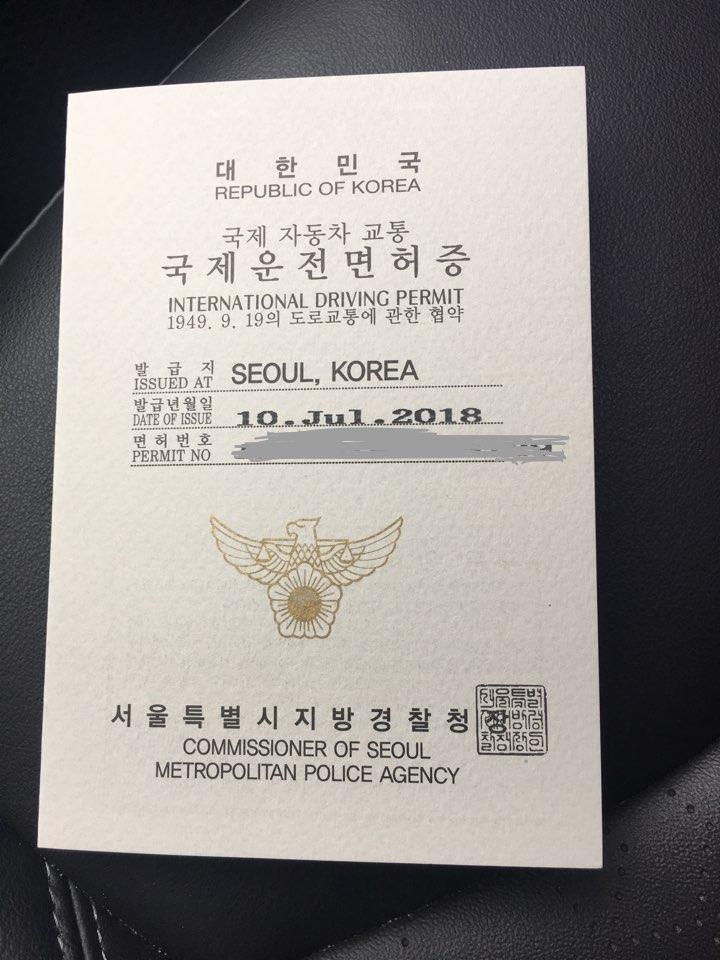 대한민국
REPUBLIC OF KOREA
국제 자동차 교통
국제운전면허증
INTERNATIONAL DRIVING PERMIT
1949. 9. 19의 도로교통에 관한 협약
발급지
ISSUED AT SEOUL, KOREA
발급년월일
DATE OF ISSUE 10.Jul.2018
면허번호
PERMIT NO
서울특별시지방경찰청장
COMMISSIONER OF SEOUL
METROPOLITAN POLICE AGENCY